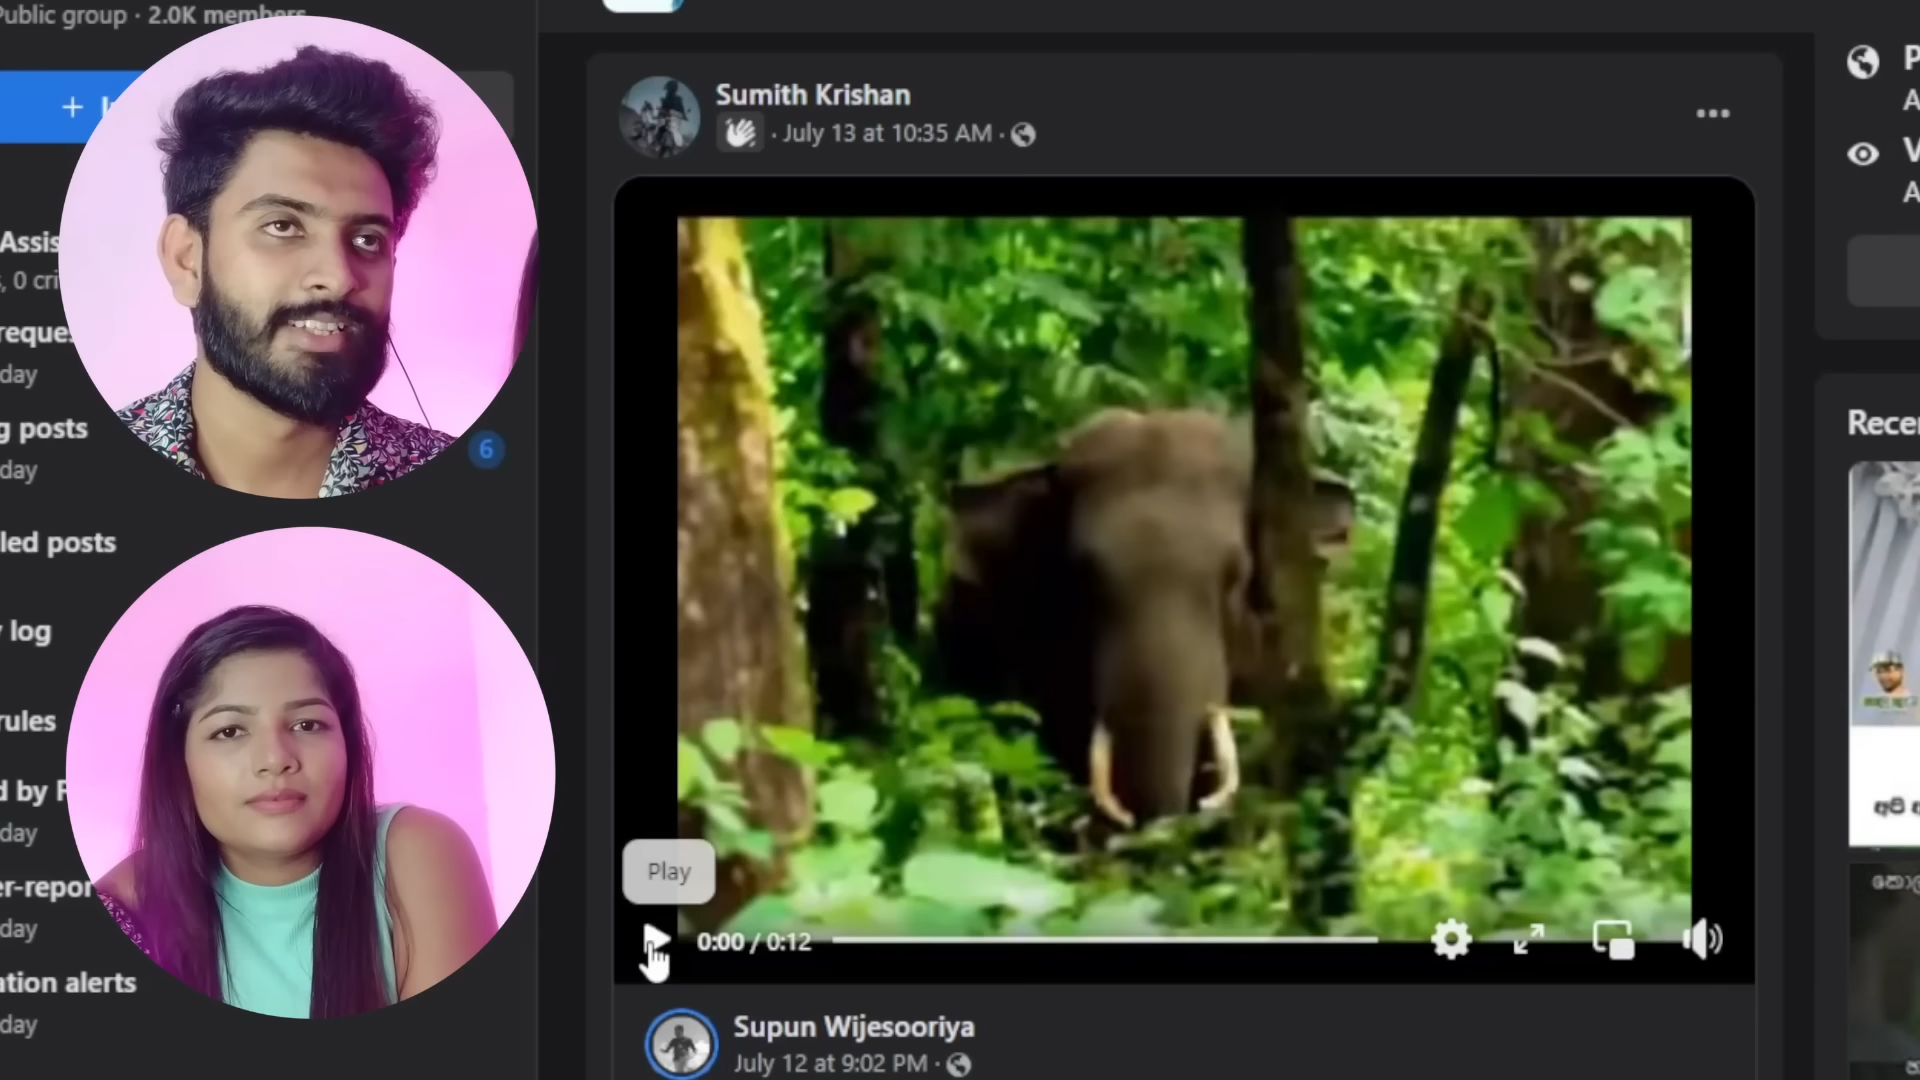 Public group · 2.0K members
+
Assis
, 0 cri
reques
day
g posts
6
day
led posts
log
rules
d by F
day
er-repor
day
ation alerts
day
Sumith Krishan
· July 13 at 10:35 AM ·
Play
0:00 / 0:12
Supun Wijesooriya
July 12 at 9:02 PM ·
P
A
V
A
Recen
අපි